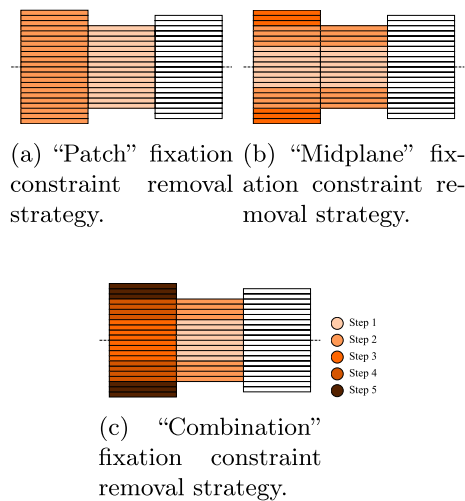 (a) “Patch” fixation
constraint removal
strategy.
(b) “Midplane” fix-
ation constraint re-
moval strategy.
Step 1
Step 2
Step 3
Step 4
Step 5
(c) “Combination”
fixation constraint
removal strategy.